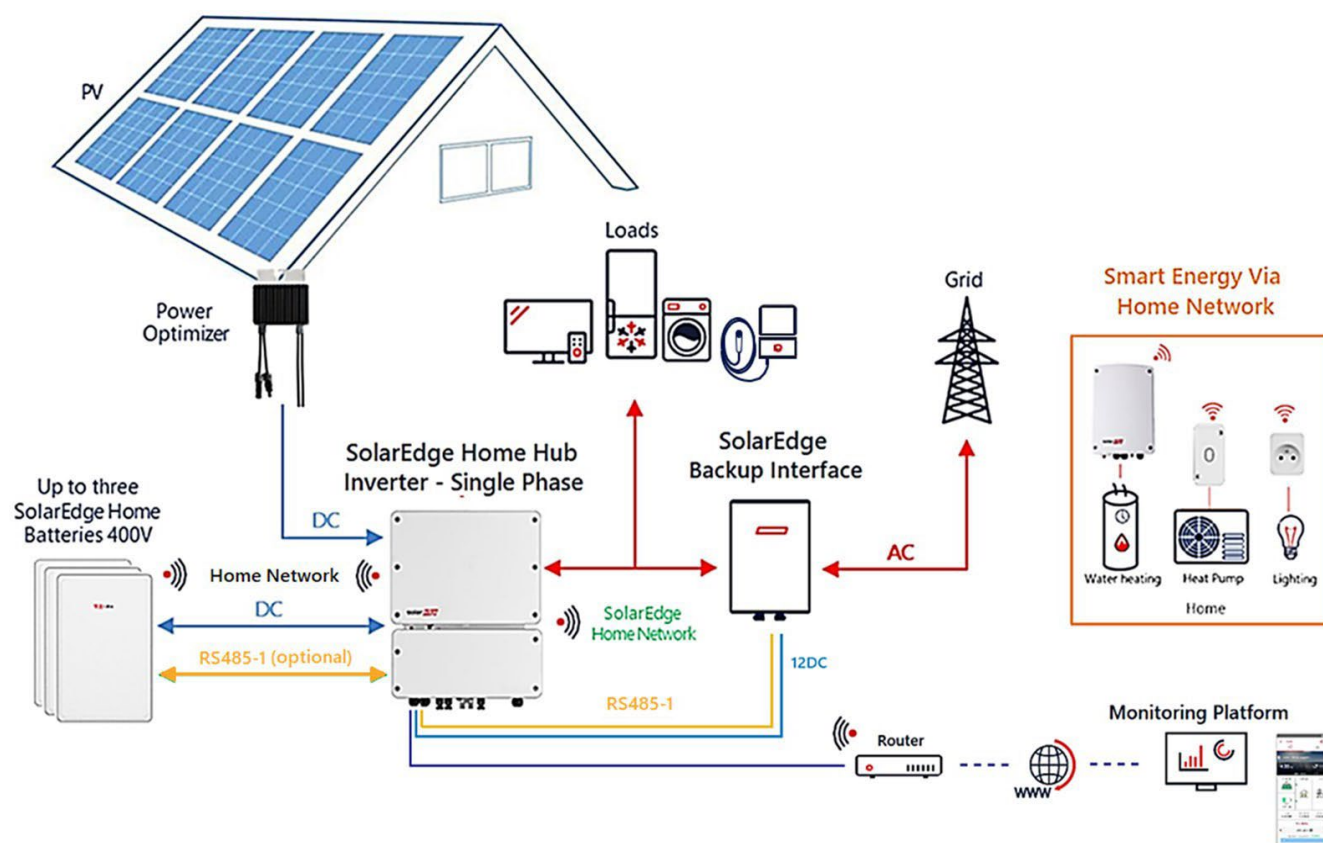 PV
Power
Optimizer
Loads
Grid
Smart Energy Via
Home Network
Water heating
Heat Pump
Lighting
Home
SolarEdge Home Hub
Inverter - Single Phase
SolarEdge
Backup Interface
Up to three
SolarEdge Home
Batteries 400V
DC
Home Network
DC
RS485-1 (optional)
AC
SolarEdge
Home Network
12DC
RS485-1
Router
WWW
Monitoring Platform